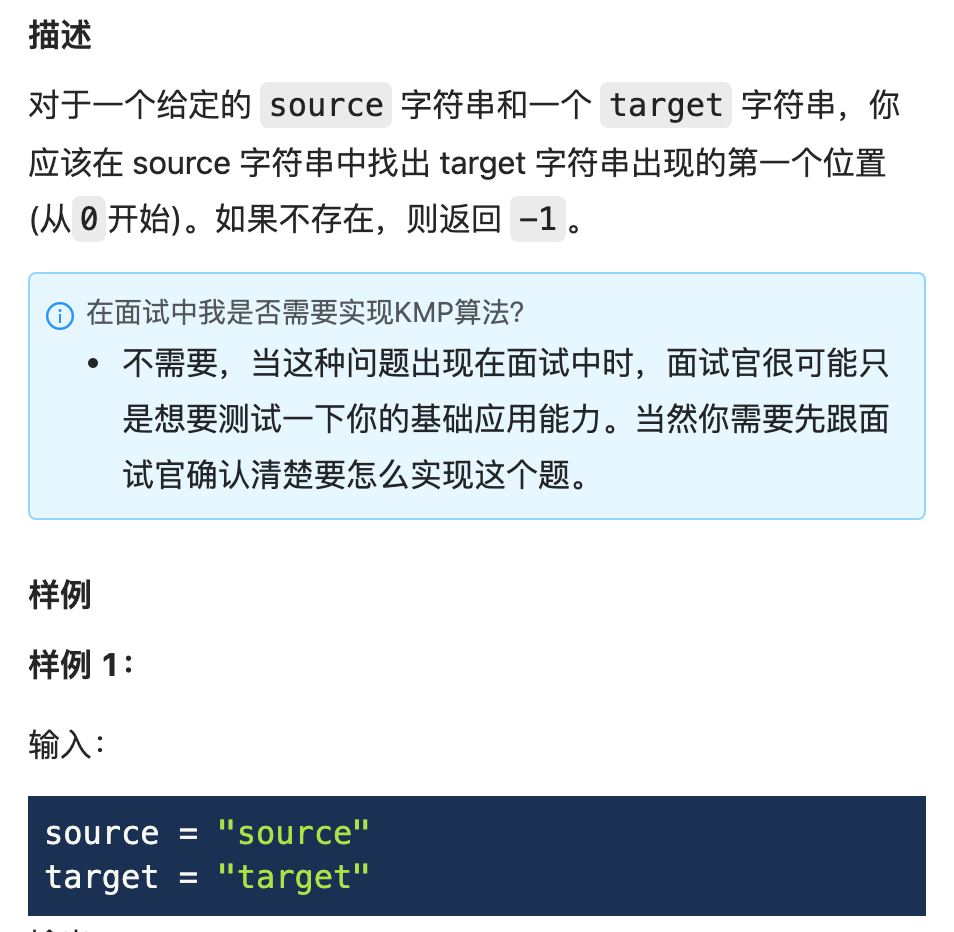 描述
对于一个给定的 source 字符串和一个 target 字符串，你
应该在 source 字符串中找出 target 字符串出现的第一个位置
(从0开始)。如果不存在，则返回 -1。
在面试中我是否需要实现KMP算法?
• 不需要，当这种问题出现在面试中时，面试官很可能只
是想要测试一下你的基础应用能力。当然你需要先跟面
试官确认清楚要怎么实现这个题。
样例
样例 1：
输入：
source = "source"
target = "target"